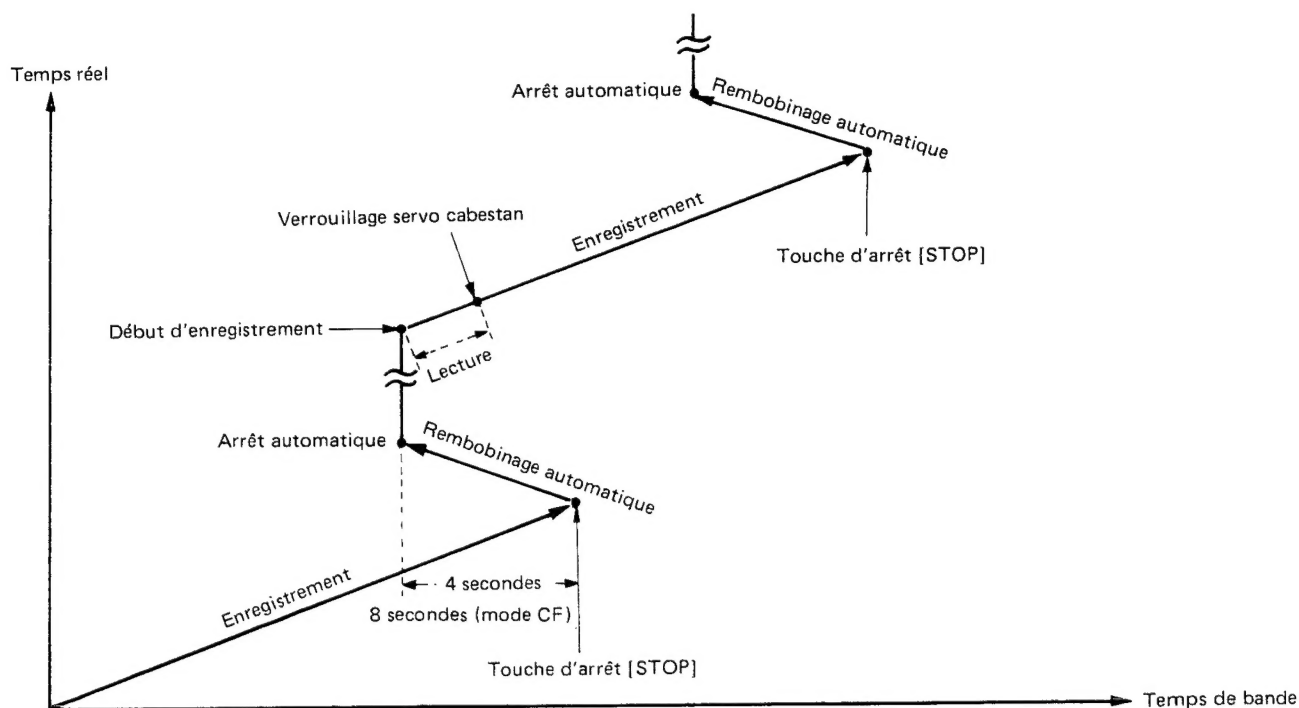 Temps réel
Arrêt automatique
Rembobinage automatique
Verrouillage servo cabestan
Enregistrement
Touche d'arrêt [STOP]
Début d'enregistrement
Lecture
Arrêt automatique
Rembobinage automatique
Enregistrement
4 secondes
8 secondes (mode CF)
Touche d'arrêt [STOP]
Temps de bande